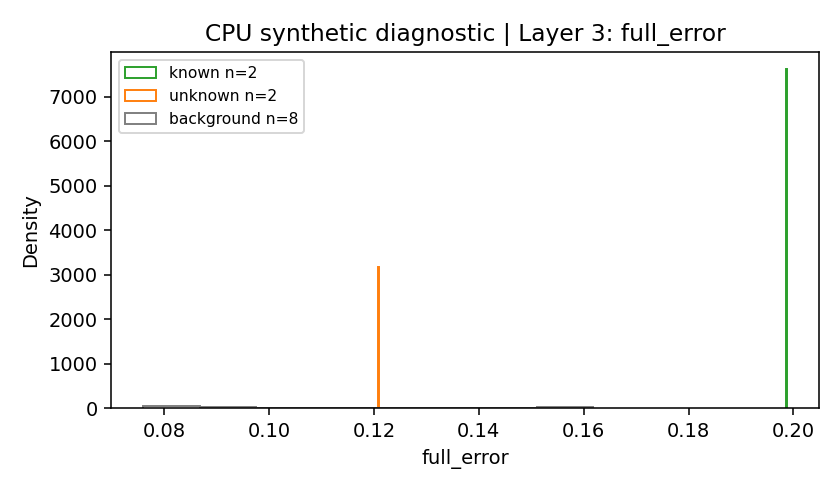 CPU synthetic diagnostic | Layer 3: full_error
known n=2
unknown n=2
background n=8
Density
7000
6000
5000
4000
3000
2000
1000
0
0.08 0.10 0.12 0.14 0.16 0.18 0.20
full_error